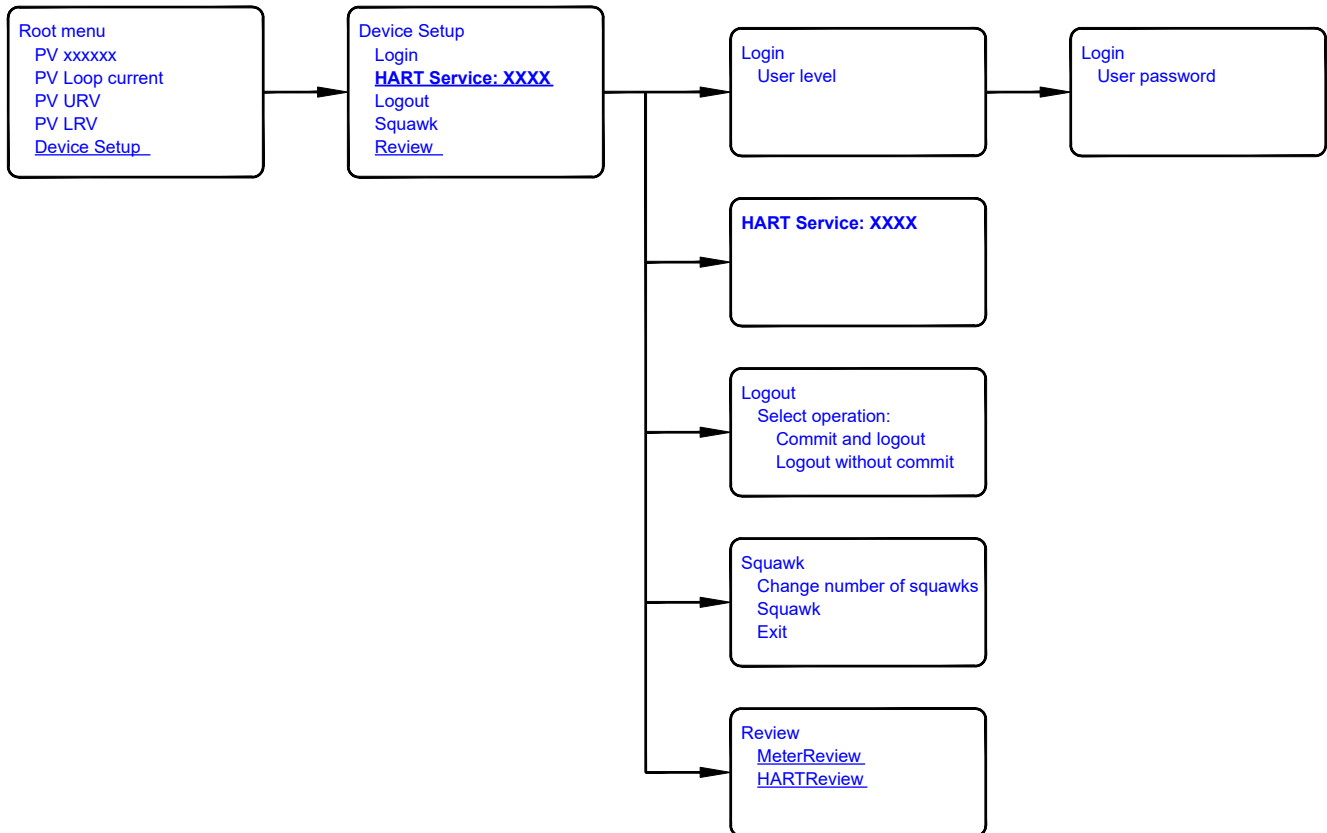 Root menu
PV xxxxxx
PV Loop current
PV URV
PV LRV
Device Setup
Device Setup
Login
HART Service: XXXX
Logout
Squawk
Review
Login
User level
Login
User password
HART Service: XXXX
Logout
Select operation:
Commit and logout
Logout without commit
Squawk
Change number of squawks
Squawk
Exit
Review
MeterReview
HARTReview